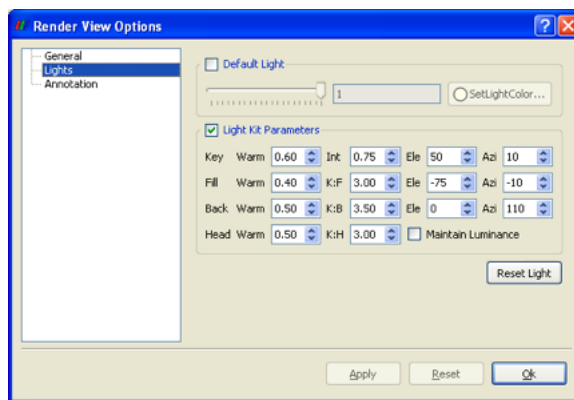 Render View Options
General
Lights
Annotation
Default Light
1 SetLightColor...
Light Kit Parameters
Key Warm 0.60 Int 0.75 Ele 50 Azi 10
Fill Warm 0.40 K:F 3.00 Ele -75 Azi -10
Back Warm 0.50 K:B 3.50 Ele 0 Azi 110
Head Warm 0.50 K:H 3.00 Maintain Luminance
Reset Light
Apply Reset Ok